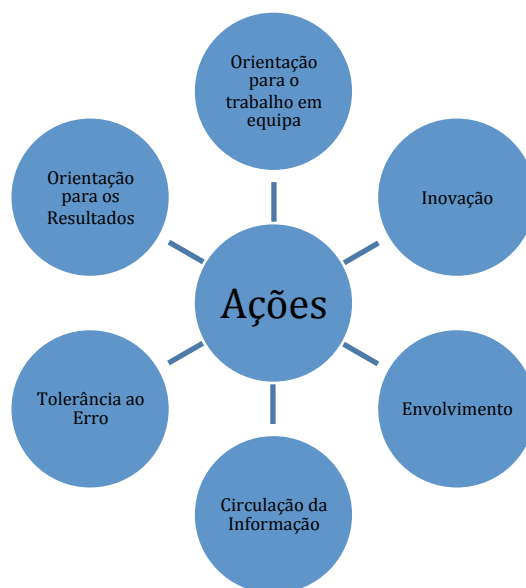 Orientação
para o
trabalho em
equipa
Orientação
para os
Resultados
Inovação
Ações
Tolerância ao
Erro
Envolvimento
Circulação da
Informação